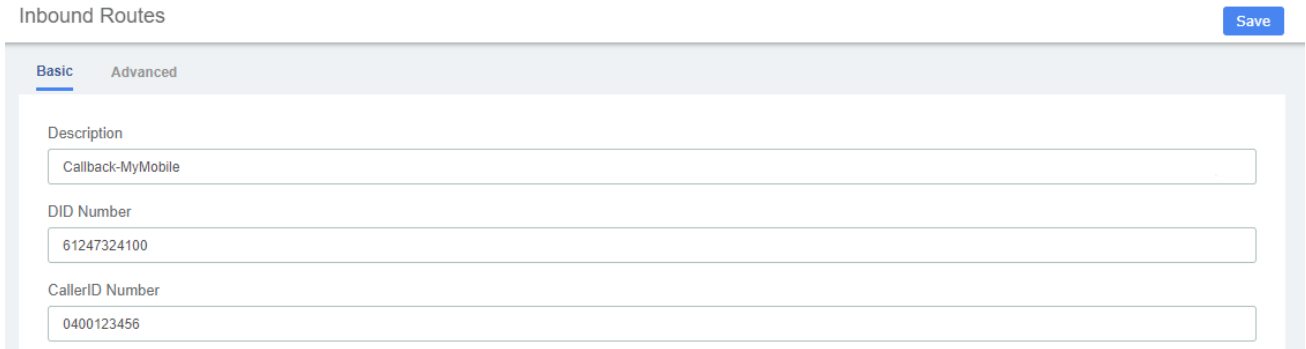 Inbound Routes
Save
Basic Advanced
Description
Callback-MyMobile
DID Number
61247324100
CallerID Number
0400123456